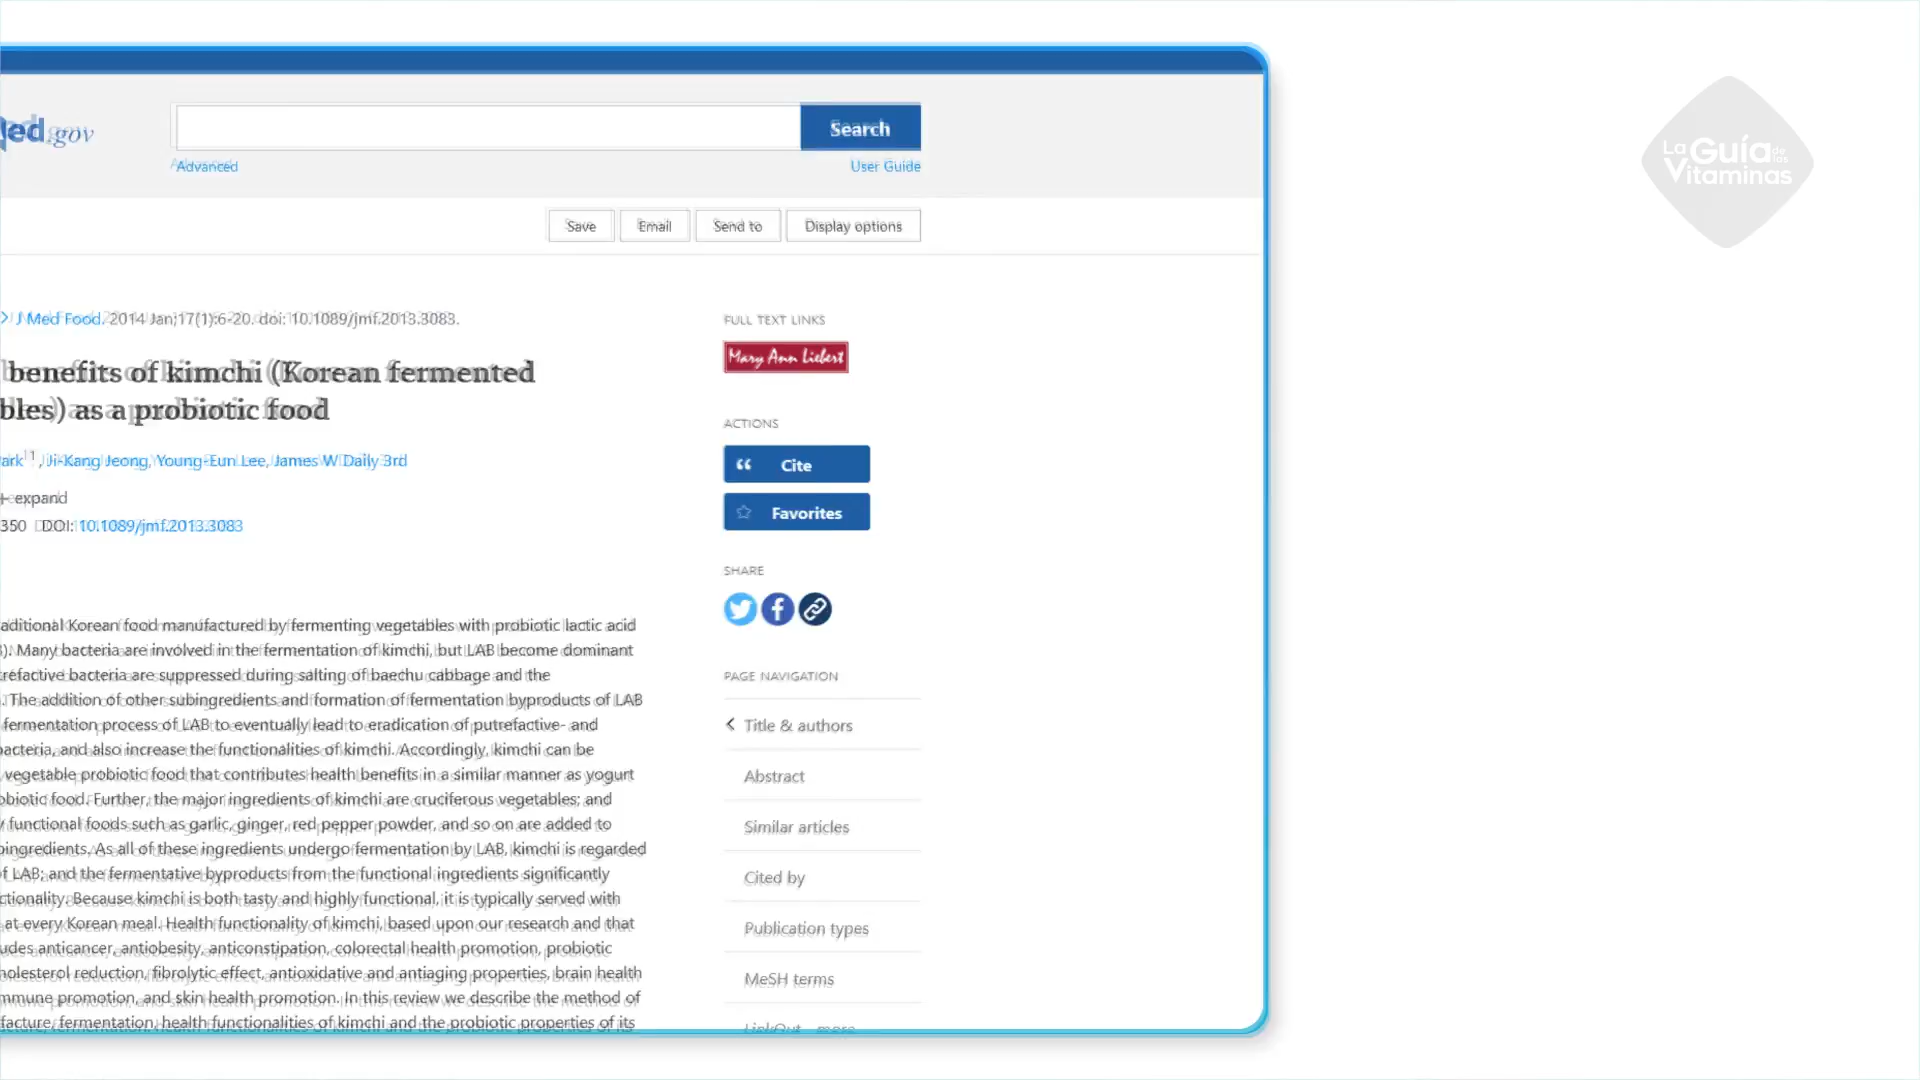 Med.gov
Search
Advanced
User Guide
Save
Email
Send to
Display options
La Guía de las Vitaminas
J Med Food. 2014 Jan;17(1):6-20. doi: 10.1089/jmf.2013.3083.
benefits of kimchi (Korean fermented
bles) as a probiotic food
ark 1, Ji-Kang Jeong, Young-Eun Lee, James W Daily 3rd
+ expand
350 DOI: 10.1089/jmf.2013.3083
aditional Korean food manufactured by fermenting vegetables with probiotic lactic acid
). Many bacteria are involved in the fermentation of kimchi, but LAB become dominant
refactive bacteria are suppressed during salting of baechu cabbage and the
. The addition of other subingredients and formation of fermentation byproducts of LAB
fermentation process of LAB to eventually lead to eradication of putrefactive- and
acteria, and also increase the functionalities of kimchi. Accordingly, kimchi can be
vegetable probiotic food that contributes health benefits in a similar manner as yogurt
obiotic food. Further, the major ingredients of kimchi are cruciferous vegetables; and
functional foods such as garlic, ginger, red pepper powder, and so on are added to
bingredients. As all of these ingredients undergo fermentation by LAB, kimchi is regarded
f LAB; and the fermentative byproducts from the functional ingredients significantly
ctionality. Because kimchi is both tasty and highly functional, it is typically served with
at every Korean meal. Health functionality of kimchi, based upon our research and that
udes anticancer, antiobesity, anticonstipation, colorectal health promotion, probiotic
holesterol reduction, fibrolytic effect, antioxidative and antiaging properties, brain health
mmune promotion, and skin health promotion. In this review we describe the method of
facture, fermentation, health functionalities of kimchi and the probiotic properties of its
FULL TEXT LINKS
Mary Ann Liebert
ACTIONS
Cite
Favorites
SHARE
PAGE NAVIGATION
Title & authors
Abstract
Similar articles
Cited by
Publication types
MeSH terms
LinkOut - more